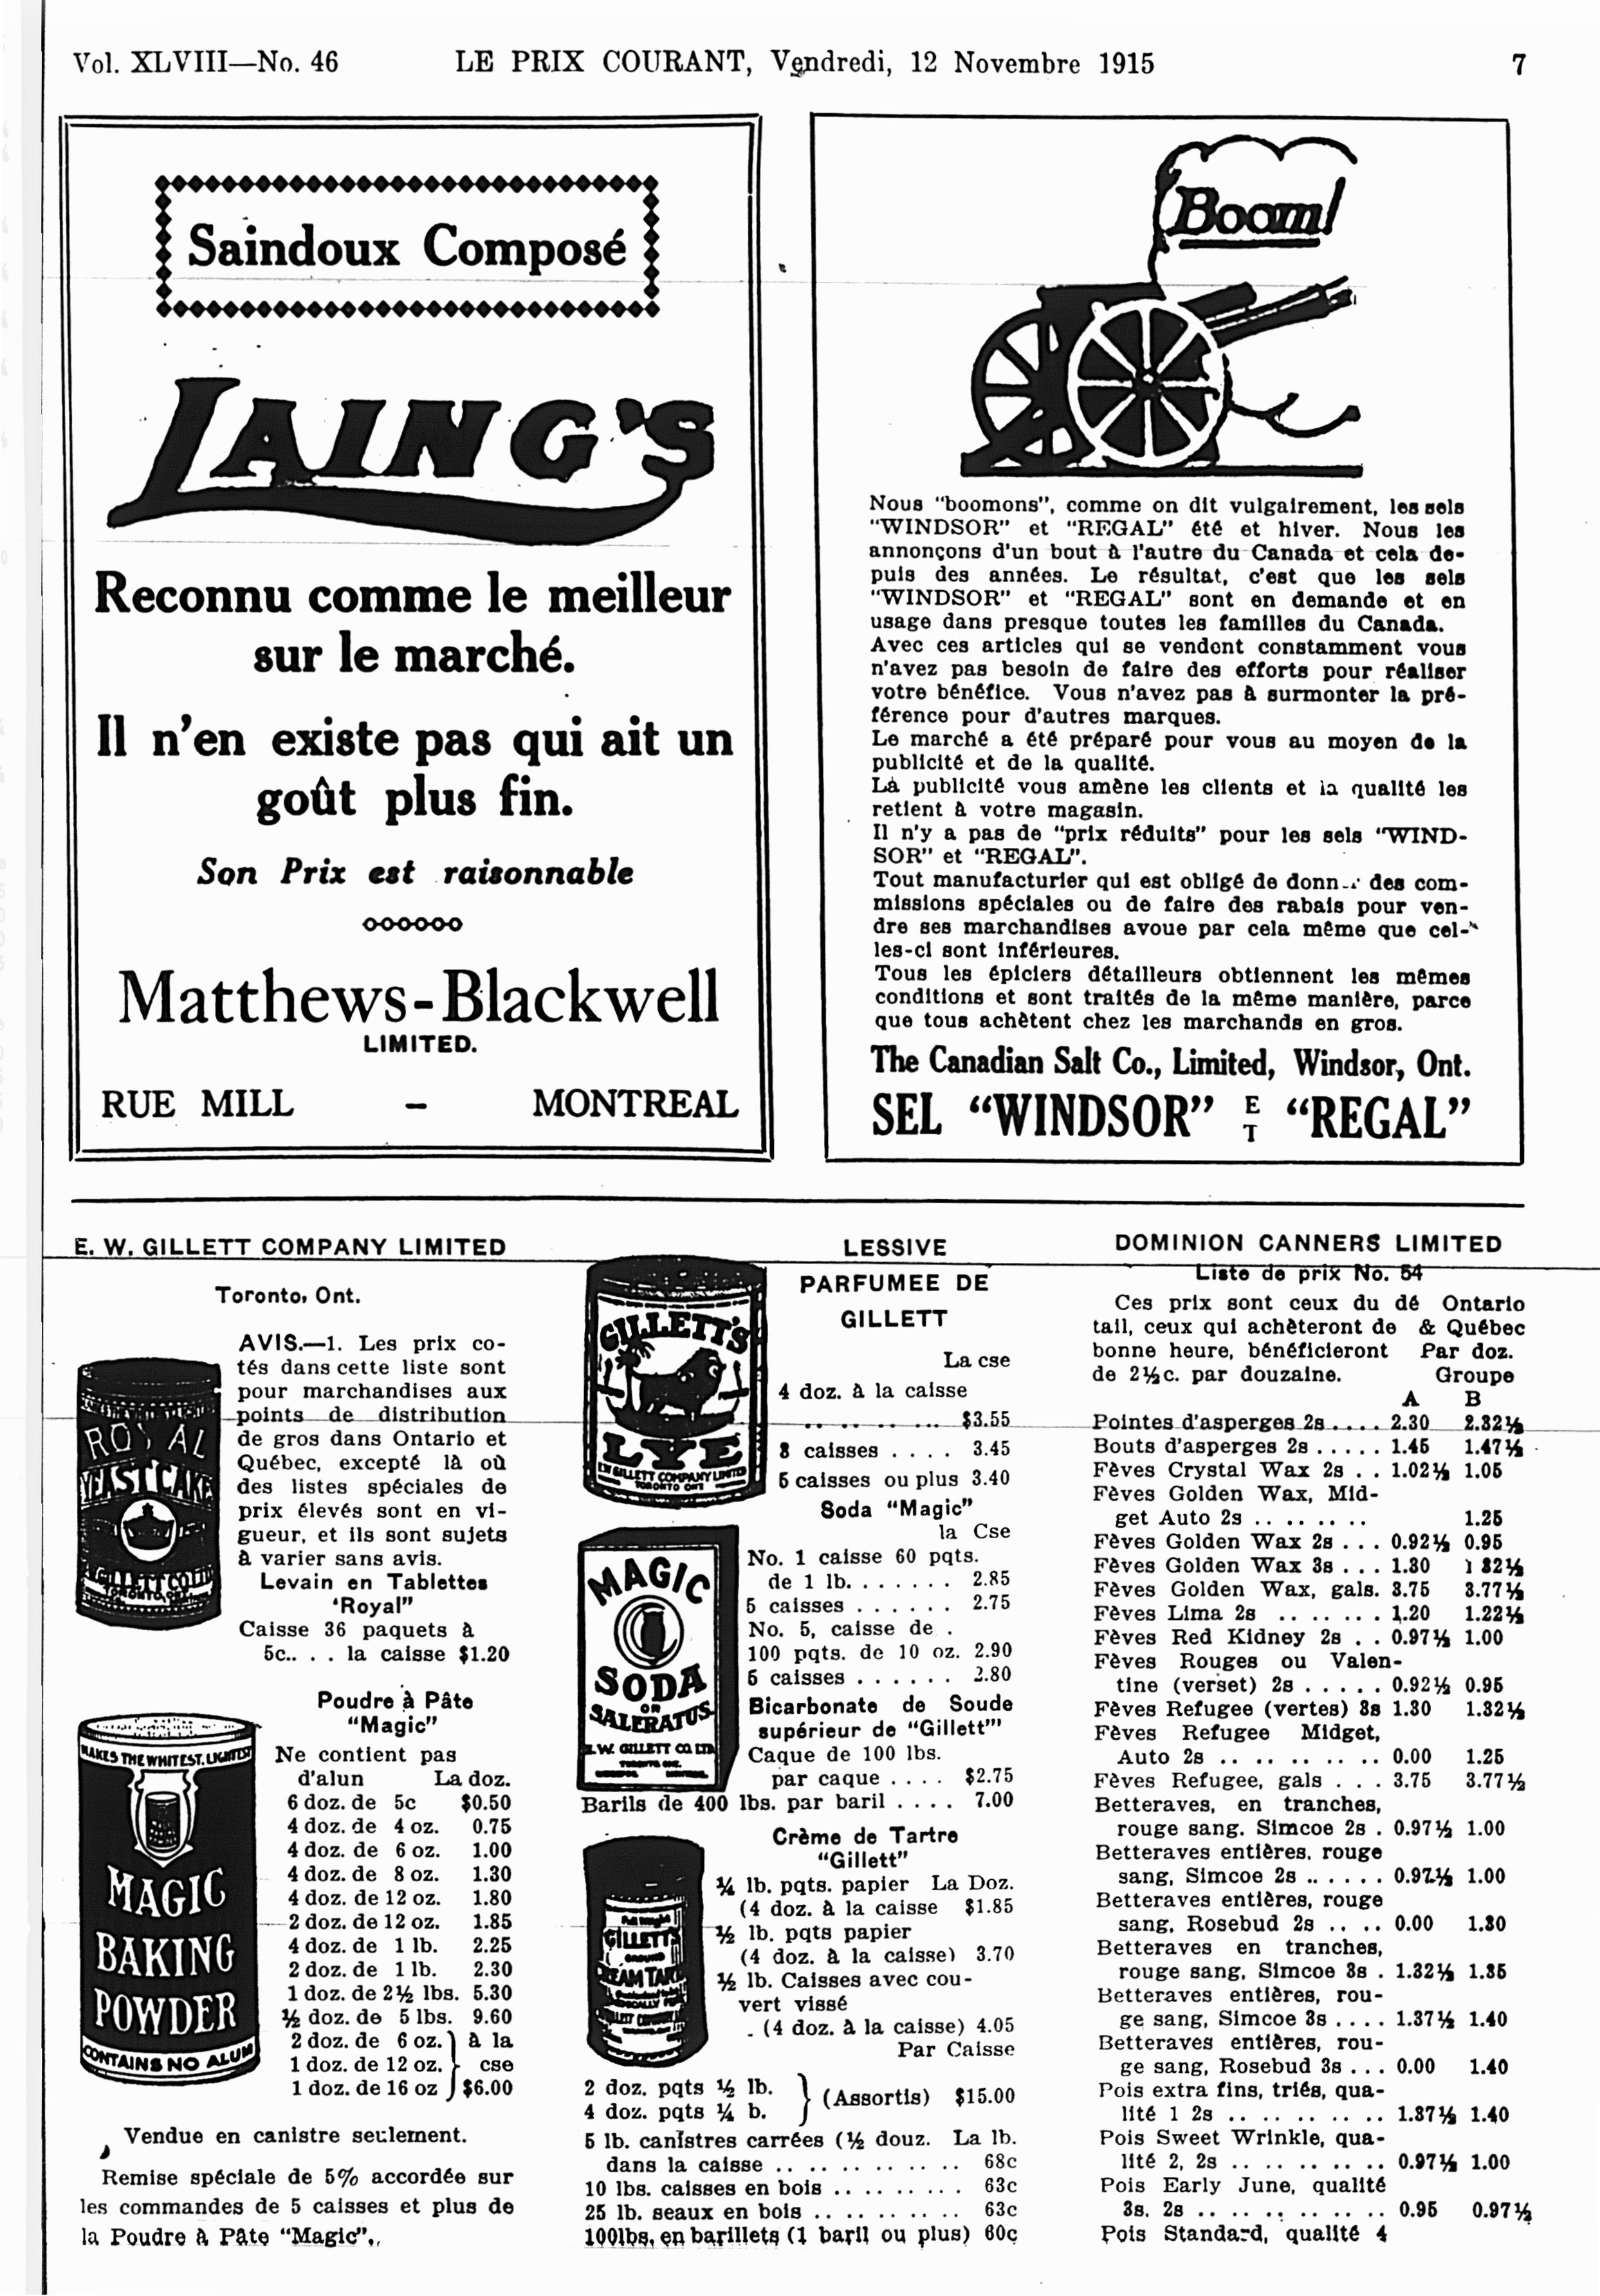 Vol. XLVIII—No. 46 LE PRIX COURANT, Vendredi, 12 Novembre 1915 7
Saindoux Composé
LAING'S
Reconnu comme le meilleur
sur le marché.
Il n'en existe pas qui ait un
goût plus fin.
Son Prix est raisonnable
Matthews-Blackwell
LIMITED.
RUE MILL - MONTREAL
Boom!
Nous "boomons", comme on dit vulgairement, les sels
"WINDSOR" et "REGAL" été et hiver. Nous les
annonçons d'un bout à l'autre du Canada et cela de-
puis des années. Le résultat, c'est que les sels
"WINDSOR" et "REGAL" sont en demande et en
usage dans presque toutes les familles du Canada.
Avec ces articles qui se vendent constamment vous
n'avez pas besoin de faire des efforts pour réaliser
votre bénéfice. Vous n'avez pas à surmonter la pré-
férence pour d'autres marques.
Le marché a été préparé pour vous au moyen de la
publicité et de la qualité.
La publicité vous amène les clients et la qualité les
retient à votre magasin.
Il n'y a pas de "prix réduits" pour les sels "WIND-
SOR" et "REGAL".
Tout manufacturier qui est obligé de des com-
missions spéciales ou de faire des rabais pour ven-
dre ses marchandises avoue par cela même que cel-
les-ci sont inférieures.
Tous les épiciers détailleurs obtiennent les mêmes
conditions et sont traités de la même manière, parce
que tous achètent chez les marchands en gros.
The Canadian Salt Co., Limited, Windsor, Ont.
SEL "WINDSOR" ET "REGAL"
E. W. GILLETT COMPANY LIMITED
Toronto, Ont.
ROYAL
YEAST CAKE
GILLETT CO LTD
TORONTO, ONT.
AVIS.—1. Les prix co-
tés dans cette liste sont
pour marchandises aux
points de distribution
de gros dans Ontario et
Québec, excepté là où
des listes spéciales de
prix élevés sont en vi-
gueur, et ils sont sujets
à varier sans avis.
Levain en Tablettes
'Royal"
Caisse 36 paquets à
5c.. . . la caisse $1.20
MAKES THE WHITEST, LIGHTEST
MAGIC
BAKING
POWDER
CONTAINS NO ALUM
Poudre à Pâte
"Magic"
Ne contient pas
d'alun La doz.
6 doz. de 5c $0.50
4 doz. de 4 oz. 0.75
4 doz. de 6 oz. 1.00
4 doz. de 8 oz. 1.30
4 doz. de 12 oz. 1.80
2 doz. de 12 oz. 1.85
4 doz. de 1 lb. 2.25
2 doz. de 1 lb. 2.30
1 doz. de 2½ lbs. 5.30
½ doz. de 5 lbs. 9.60
2 doz. de 6 oz. } à la
1 doz. de 12 oz. } cse
1 doz. de 16 oz } $6.00
Vendue en canistre seulement.
Remise spéciale de 5% accordée sur
les commandes de 5 caisses et plus de
la Poudre à Pâte "Magic".
GILLETT'S
LYE
E.W. GILLETT COMPANY LIMITED
TORONTO ONT
LESSIVE
PARFUMEE DE
GILLETT
La cse
4 doz. à la caisse
.. .. .. .. ... $3.55
3 caisses . . . . 3.45
5 caisses ou plus 3.40
MAGIC
SODA
OR
SALERATUS
E.W. GILLETT CO LTD
Soda "Magic"
la Cse
No. 1 caisse 60 pqts.
de 1 lb. . . . . . . . 2.85
5 caisses . . . . . . 2.75
No. 5, caisse de .
100 pqts. de 10 oz. 2.90
5 caisses . . . . . . 2.80
Bicarbonate de Soude
supérieur de "Gillett"'
Caque de 100 lbs.
par caque . . . . $2.75
Barils de 400 lbs. par baril . . . . 7.00
GILLETT'S
CREAM TARTAR
Crème de Tartre
"Gillett"
¼ lb. pqts. papier La Doz.
(4 doz. à la caisse $1.85
½ lb. pqts papier
(4 doz. à la caisse) 3.70
½ lb. Caisses avec cou-
vert vissé
. (4 doz. à la caisse) 4.05
Par Caisse
2 doz. pqts ½ lb. }
4 doz. pqts ¼ b. } (Assortis) $15.00
5 lb. canistres carrées (½ douz. La lb.
dans la caisse .. .. .. .. .. .. 68c
10 lbs. caisses en bois .. .. .. .. . 63c
25 lb. seaux en bois .. .. .. .. .. 63c
100lbs. en barillets (1 baril ou plus) 60c
DOMINION CANNERS LIMITED
Liste de prix No. 54
Ces prix sont ceux du dé Ontario
tail, ceux qui achèteront de & Québec
bonne heure, bénéficieront Par doz.
de 2½c. par douzaine. Groupe
A B
Pointes d'asperges 2s .... 2.30 2.32½
Bouts d'asperges 2s ..... 1.45 1.47½
Fèves Crystal Wax 2s . . 1.02½ 1.05
Fèves Golden Wax, Mid-
get Auto 2s .. .. .. .. 1.25
Fèves Golden Wax 2s . . . 0.92½ 0.95
Fèves Golden Wax 3s . . . 1.30 1 32½
Fèves Golden Wax, gals. 3.75 3.77½
Fèves Lima 2s .. .. .. . 1.20 1.22½
Fèves Red Kidney 2s . . 0.97½ 1.00
Fèves Rouges ou Valen-
tine (verset) 2s . . . . . 0.92½ 0.95
Fèves Refugee (vertes) 3s 1.30 1.32½
Fèves Refugee Midget,
Auto 2s .. .. .. .. .. 0.00 1.25
Fèves Refugee, gals . . . 3.75 3.77½
Betteraves, en tranches,
rouge sang. Simcoe 2s . 0.97½ 1.00
Betteraves entières. rouge
sang, Simcoe 2s .. .. .. 0.97½ 1.00
Betteraves entières, rouge
sang, Rosebud 2s .. .. 0.00 1.30
Betteraves en tranches,
rouge sang, Simcoe 3s . 1.32½ 1.35
Betteraves entières, rou-
ge sang, Simcoe 3s .... 1.37½ 1.40
Betteraves entières, rou-
ge sang, Rosebud 3s . . . 0.00 1.40
Pois extra fins, triés, qua-
lité 1 2s .. .. .. .. .. 1.37½ 1.40
Pois Sweet Wrinkle, qua-
lité 2, 2s .. .. .. .. .. 0.97½ 1.00
Pois Early June, qualité
3s. 2s .. .. .. .. .. .. 0.95 0.97½
Pois Standard, qualité 4